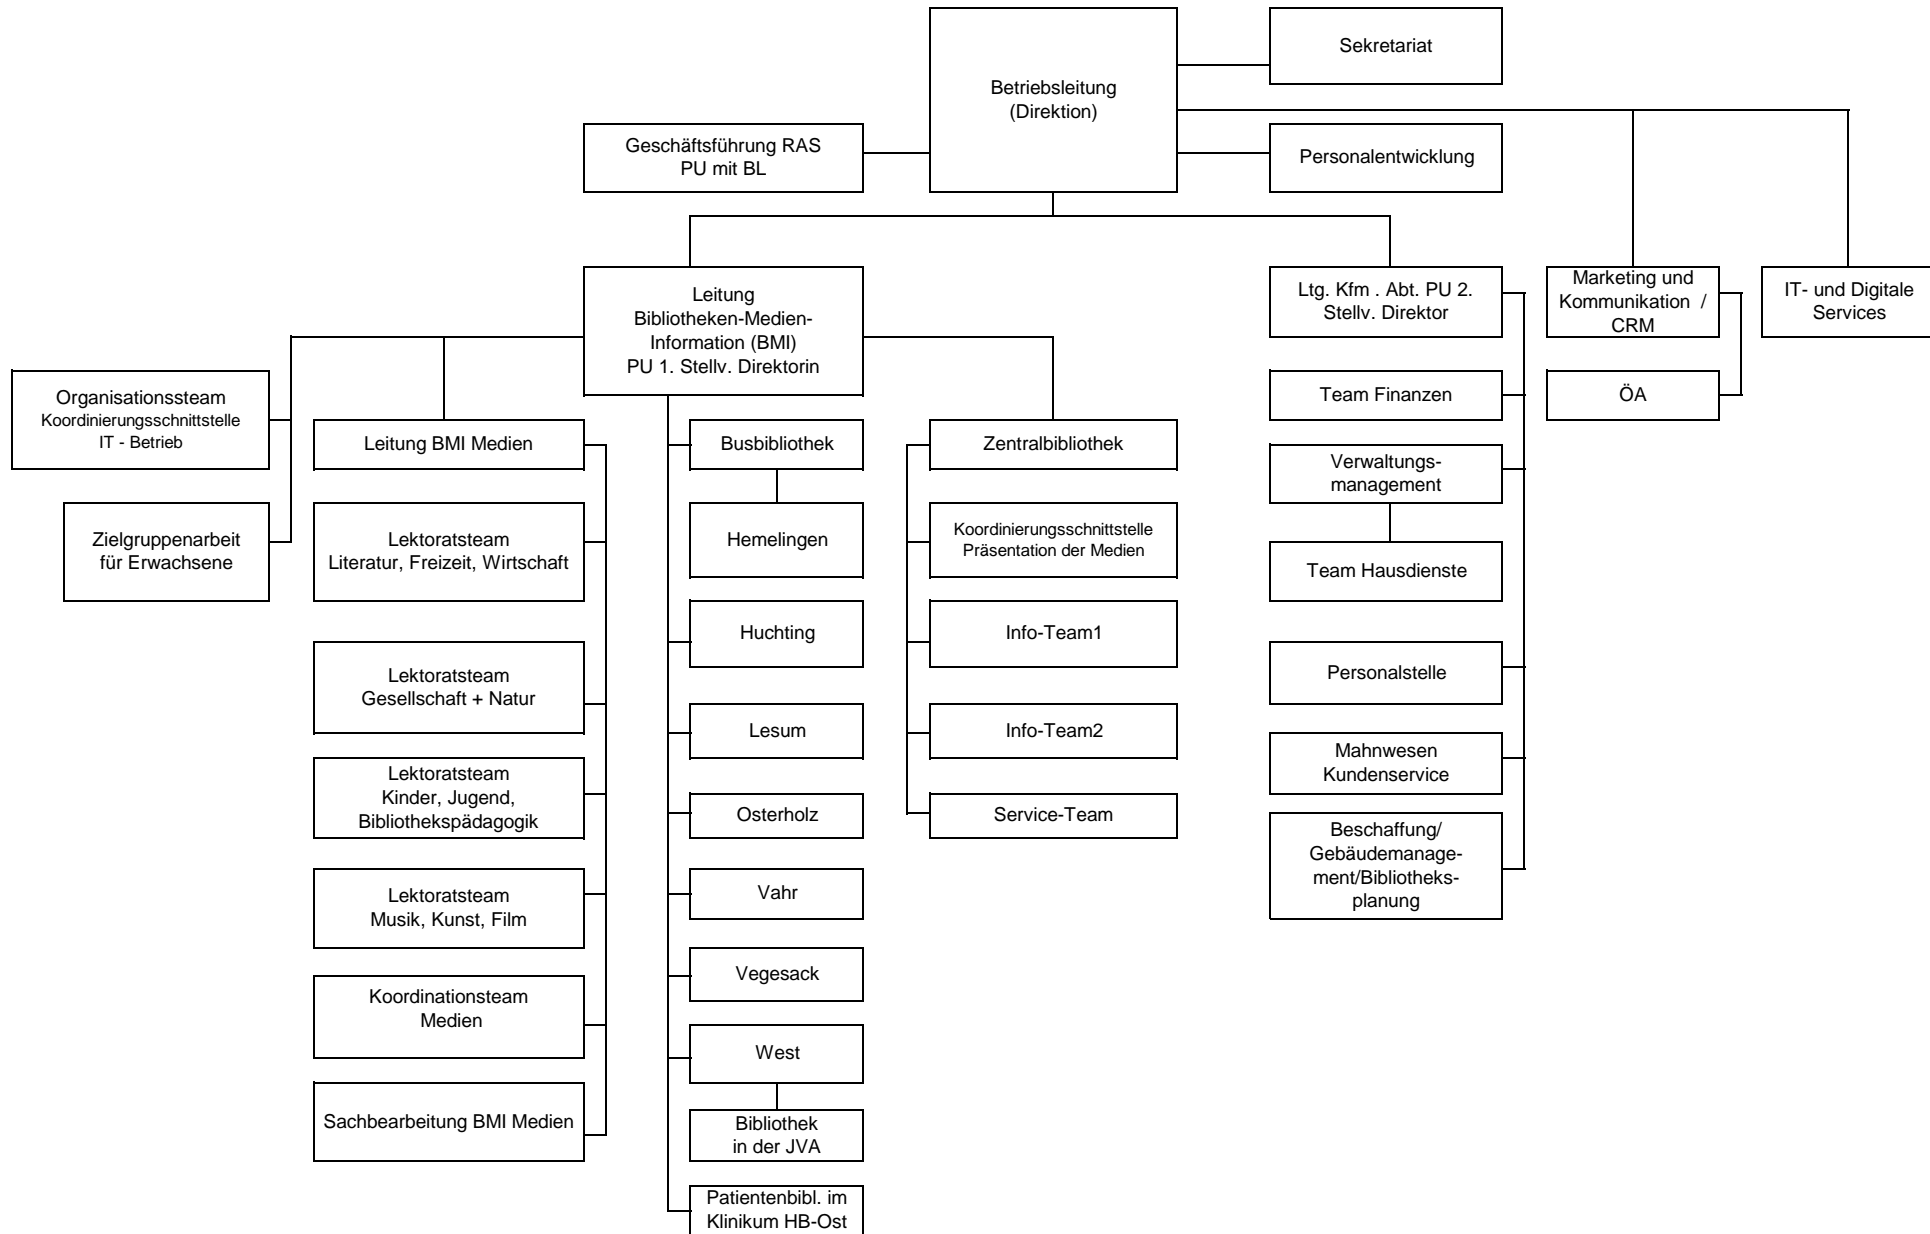 Sekretariat
Betriebsleitung
(Direktion)
Geschäftsführung RAS
PU mit BL
Personalentwicklung
Leitung
Bibliotheken-Medien-
Information (BMI)
PU 1. Stellv. Direktorin
Ltg. Kfm . Abt. PU 2.
Stellv. Direktor
Marketing und
Kommunikation /
CRM
IT- und Digitale
Services
Organisationssteam
Koordinierungsschnittstelle
IT - Betrieb
Zielgruppenarbeit
für Erwachsene
Leitung BMI Medien
Lektoratsteam
Literatur, Freizeit, Wirtschaft
Lektoratsteam
Gesellschaft + Natur
Lektoratsteam
Kinder, Jugend,
Bibliothekspädagogik
Lektoratsteam
Musik, Kunst, Film
Koordinationsteam
Medien
Sachbearbeitung BMI Medien
Busbibliothek
Hemelingen
Huchting
Lesum
Osterholz
Vahr
Vegesack
West
Bibliothek
in der JVA
Patientenbibl. im
Klinikum HB-Ost
Zentralbibliothek
Koordinierungsschnittstelle
Präsentation der Medien
Info-Team1
Info-Team2
Service-Team
Team Finanzen
Verwaltungs-
management
Team Hausdienste
Personalstelle
Mahnwesen
Kundenservice
Beschaffung/
Gebäudemanage-
ment/Bibliotheks-
planung
ÖA